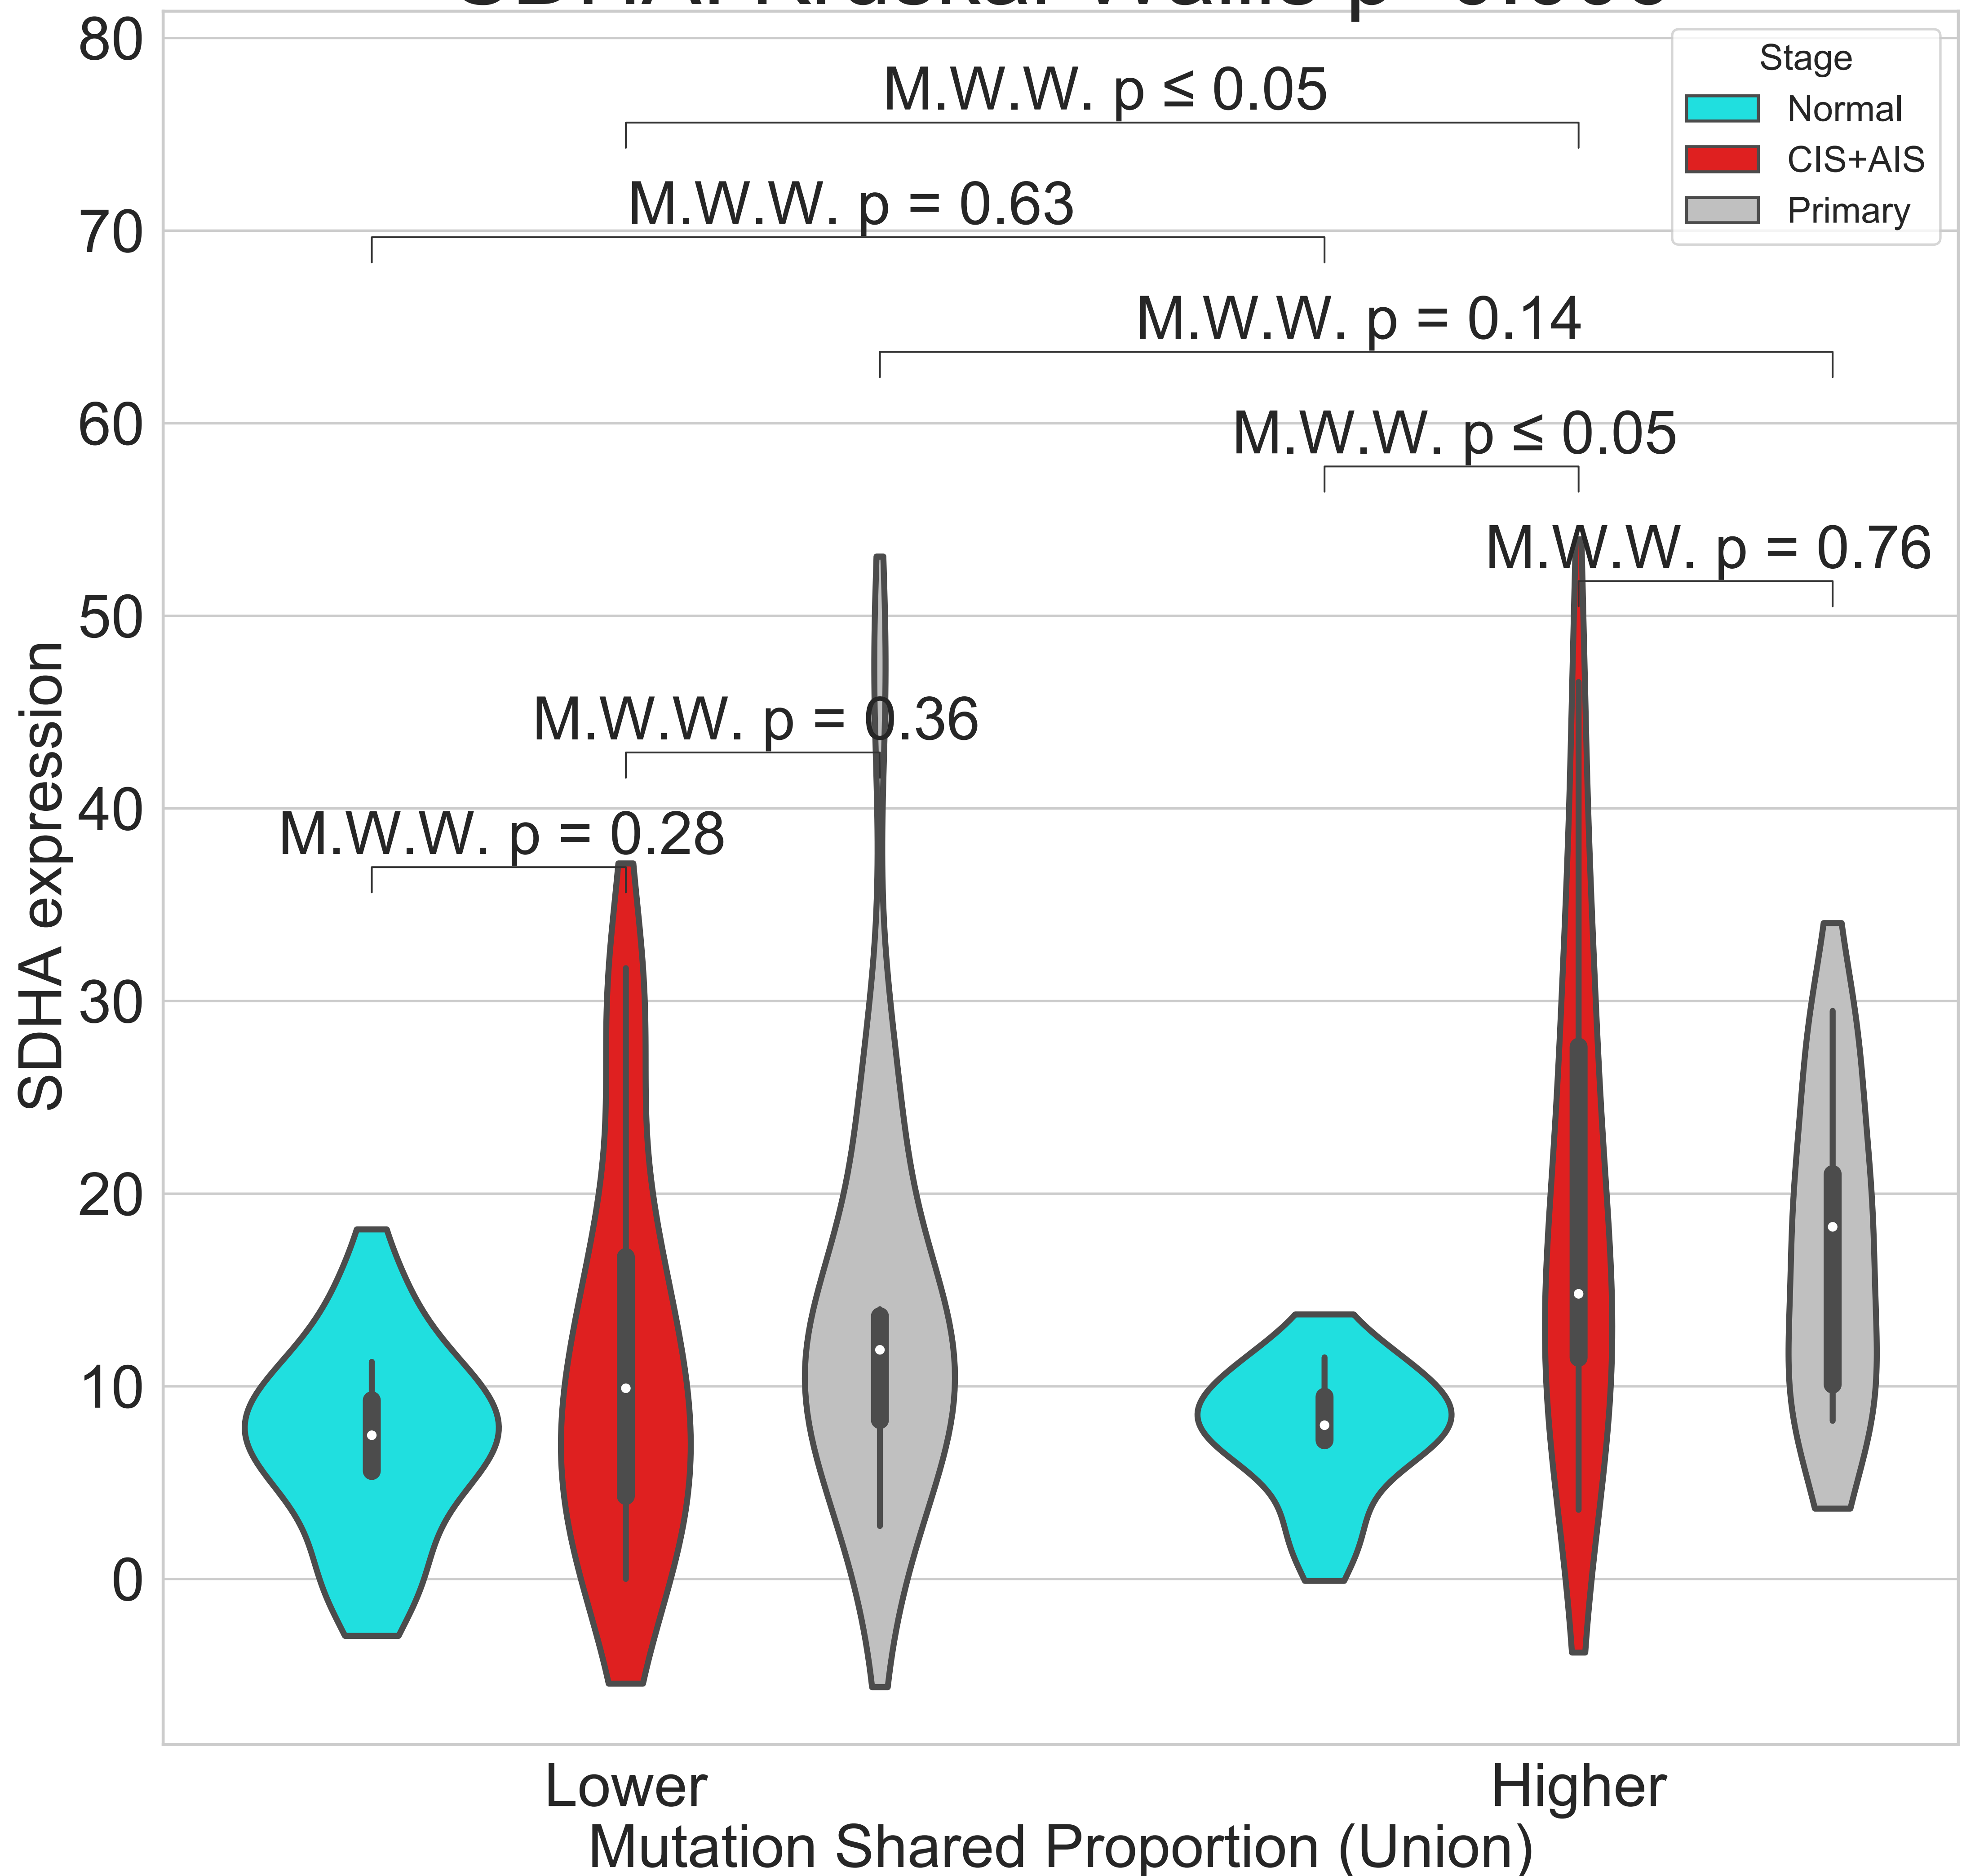 80
70
60
50
40
30
20
10
0
SDHA expression
M.W.W. p ≤ 0.05
M.W.W. p = 0.63
M.W.W. p = 0.14
M.W.W. p ≤ 0.05
M.W.W. p = 0.76
M.W.W. p = 0.36
M.W.W. p = 0.28
Stage
Normal
CIS+AIS
Primary
Lower
Higher
Mutation Shared Proportion (Union)